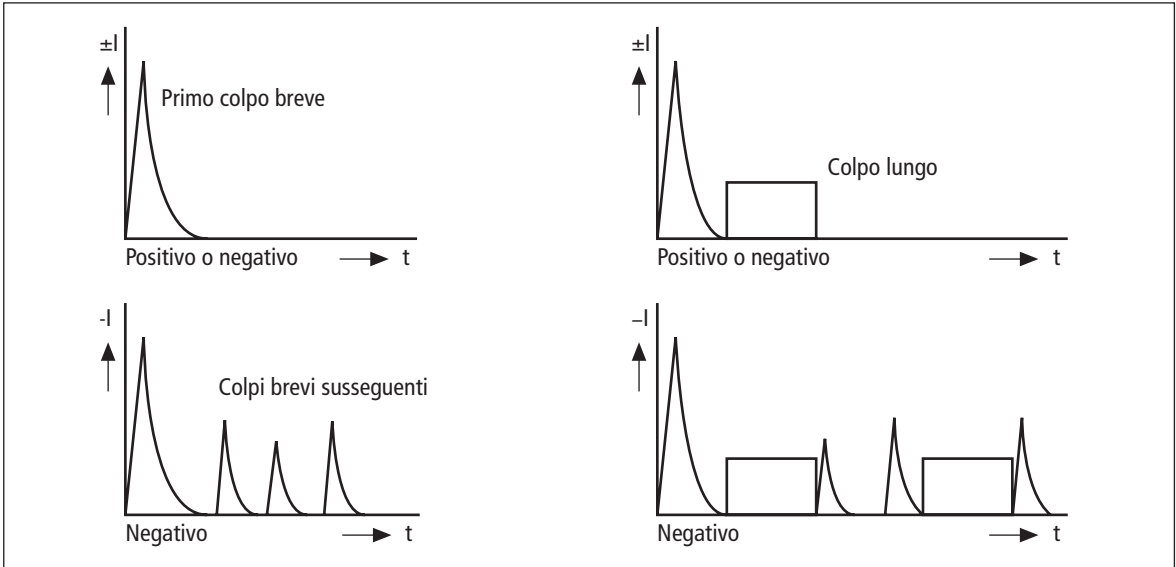 ±I
Primo colpo breve
Positivo o negativo t
±I
Colpo lungo
Positivo o negativo t
-I
Colpi brevi susseguenti
Negativo t
–I
Negativo t